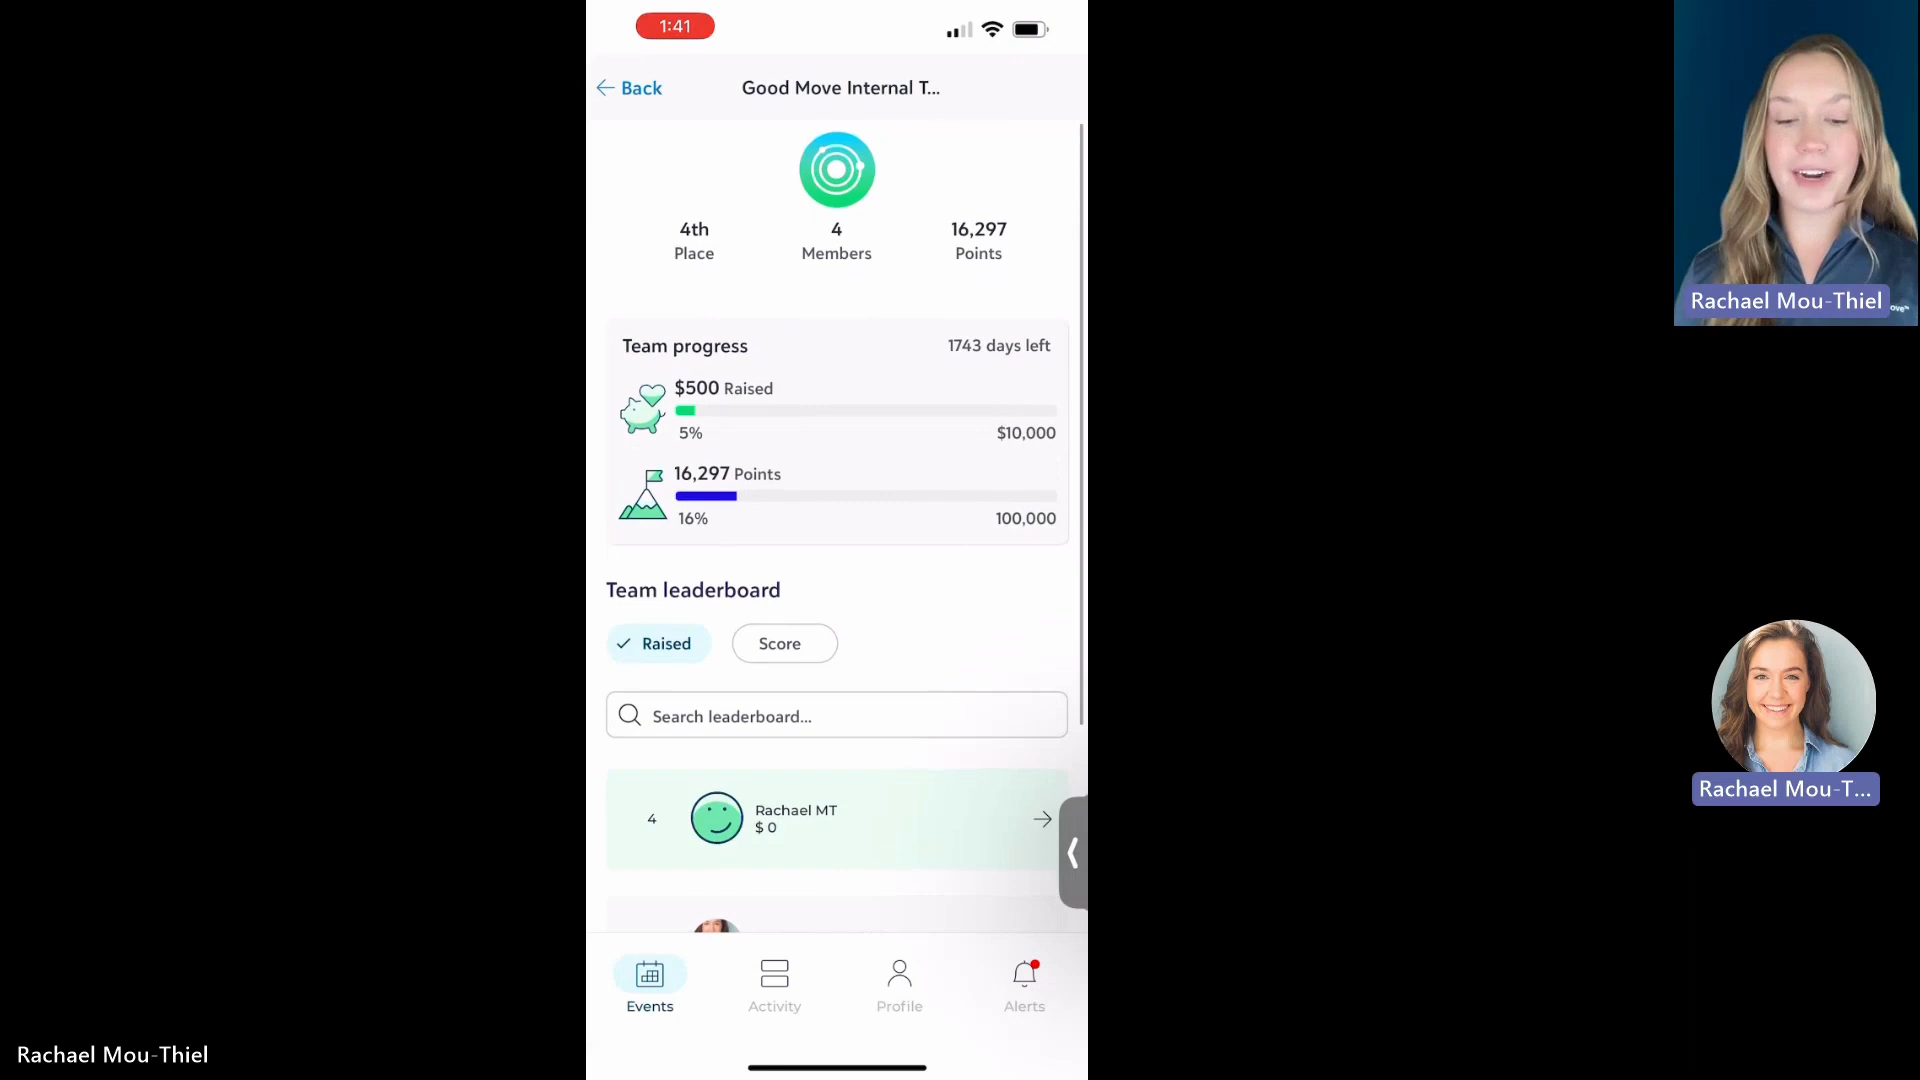 1:41
Back
Good Move Internal T...
4th
Place
4
Members
16,297
Points
Team progress
1743 days left
$500 Raised
5%
$10,000
16,297 Points
16%
100,000
Team leaderboard
Raised
Score
Search leaderboard...
4
Rachael MT
$ 0
Events
Activity
Profile
Alerts
Rachael Mou-Thiel
ove™
Rachael Mou-T...
Rachael Mou-Thiel